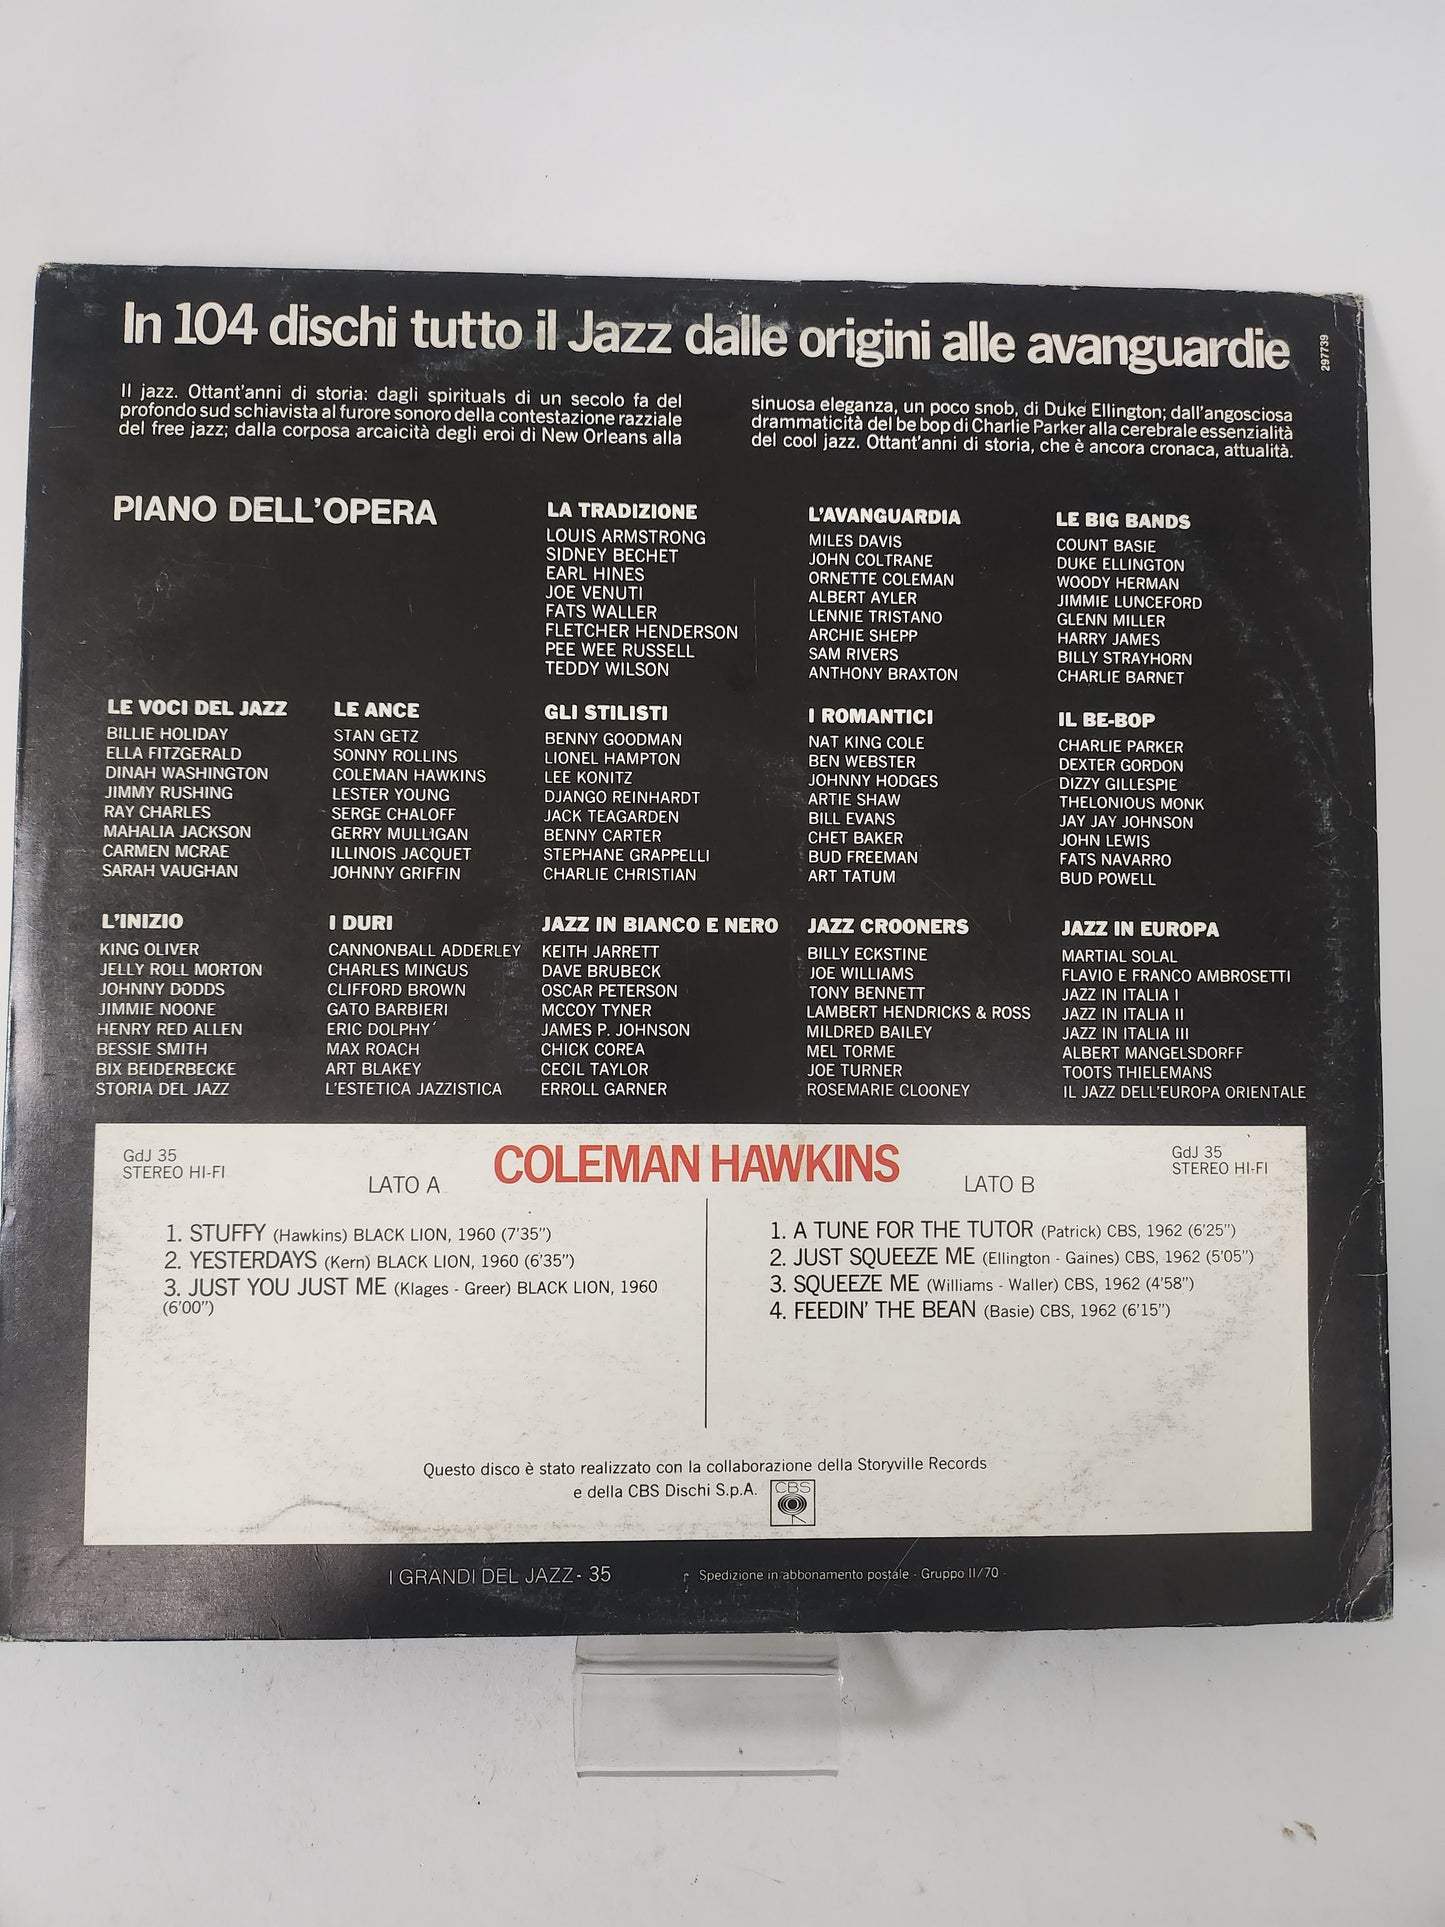 In 104 dischi tutto il Jazz dalle origini alle avanguardie
297739
Il jazz. Ottant'anni di storia: dagli spirituals di un secolo fa del
profondo sud schiavista al furore sonoro della contestazione razziale
del free jazz; dalla corposa arcaicità degli eroi di New Orleans alla
sinuosa eleganza, un poco snob, di Duke Ellington; dall'angosciosa
drammaticità del be bop di Charlie Parker alla cerebrale essenzialità
del cool jazz. Ottant'anni di storia, che è ancora cronaca, attualità.
PIANO DELL'OPERA
LA TRADIZIONE
LOUIS ARMSTRONG
SIDNEY BECHET
EARL HINES
JOE VENUTI
FATS WALLER
FLETCHER HENDERSON
PEE WEE RUSSELL
TEDDY WILSON
L'AVANGUARDIA
MILES DAVIS
JOHN COLTRANE
ORNETTE COLEMAN
ALBERT AYLER
LENNIE TRISTANO
ARCHIE SHEPP
SAM RIVERS
ANTHONY BRAXTON
LE BIG BANDS
COUNT BASIE
DUKE ELLINGTON
WOODY HERMAN
JIMMIE LUNCEFORD
GLENN MILLER
HARRY JAMES
BILLY STRAYHORN
CHARLIE BARNET
LE VOCI DEL JAZZ
BILLIE HOLIDAY
ELLA FITZGERALD
DINAH WASHINGTON
JIMMY RUSHING
RAY CHARLES
MAHALIA JACKSON
CARMEN MCRAE
SARAH VAUGHAN
LE ANCE
STAN GETZ
SONNY ROLLINS
COLEMAN HAWKINS
LESTER YOUNG
SERGE CHALOFF
GERRY MULLIGAN
ILLINOIS JACQUET
JOHNNY GRIFFIN
GLI STILISTI
BENNY GOODMAN
LIONEL HAMPTON
LEE KONITZ
DJANGO REINHARDT
JACK TEAGARDEN
BENNY CARTER
STEPHANE GRAPPELLI
CHARLIE CHRISTIAN
I ROMANTICI
NAT KING COLE
BEN WEBSTER
JOHNNY HODGES
ARTIE SHAW
BILL EVANS
CHET BAKER
BUD FREEMAN
ART TATUM
IL BE-BOP
CHARLIE PARKER
DEXTER GORDON
DIZZY GILLESPIE
THELONIOUS MONK
JAY JAY JOHNSON
JOHN LEWIS
FATS NAVARRO
BUD POWELL
L'INIZIO
KING OLIVER
JELLY ROLL MORTON
JOHNNY DODDS
JIMMIE NOONE
HENRY RED ALLEN
BESSIE SMITH
BIX BEIDERBECKE
STORIA DEL JAZZ
I DURI
CANNONBALL ADDERLEY
CHARLES MINGUS
CLIFFORD BROWN
GATO BARBIERI
ERIC DOLPHY
MAX ROACH
ART BLAKEY
L'ESTETICA JAZZISTICA
JAZZ IN BIANCO E NERO
KEITH JARRETT
DAVE BRUBECK
OSCAR PETERSON
MCCOY TYNER
JAMES P. JOHNSON
CHICK COREA
CECIL TAYLOR
ERROLL GARNER
JAZZ CROONERS
BILLY ECKSTINE
JOE WILLIAMS
TONY BENNETT
LAMBERT HENDRICKS & ROSS
MILDRED BAILEY
MEL TORME
JOE TURNER
ROSEMARIE CLOONEY
JAZZ IN EUROPA
MARTIAL SOLAL
FLAVIO E FRANCO AMBROSETTI
JAZZ IN ITALIA I
JAZZ IN ITALIA II
JAZZ IN ITALIA III
ALBERT MANGELSDORFF
TOOTS THIELEMANS
IL JAZZ DELL'EUROPA ORIENTALE
GdJ 35
STEREO HI-FI
COLEMAN HAWKINS
GdJ 35
STEREO HI-FI
LATO A
1. STUFFY (Hawkins) BLACK LION, 1960 (7'35")
2. YESTERDAYS (Kern) BLACK LION, 1960 (6'35")
3. JUST YOU JUST ME (Klages - Greer) BLACK LION, 1960
(6'00")
LATO B
1. A TUNE FOR THE TUTOR (Patrick) CBS, 1962 (6'25")
2. JUST SQUEEZE ME (Ellington - Gaines) CBS, 1962 (5'05")
3. SQUEEZE ME (Williams - Waller) CBS, 1962 (4'58")
4. FEEDIN' THE BEAN (Basie) CBS, 1962 (6'15")
Questo disco è stato realizzato con la collaborazione della Storyville Records
e della CBS Dischi S.p.A.
CBS
I GRANDI DEL JAZZ - 35
Spedizione in abbonamento postale - Gruppo II/70